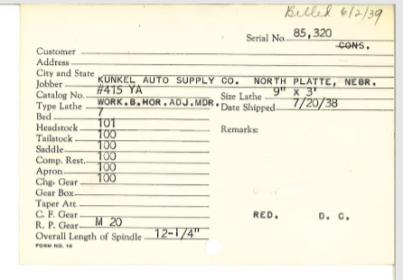 Billed 6/2/39
Serial No. 85,320
CONS.
Customer
Address
City and State
Jobber KUNKEL AUTO SUPPLY CO. NORTH PLATTE, NEBR.
Catalog No. #415 YA Size Lathe 9" X 3'
Type Lathe WORK.B.HOR.ADJ.MDR. Date Shipped 7/20/38
Bed 7
Headstock 101 Remarks:
Tailstock 100
Saddle 100
Comp. Rest. 100
Apron 100
Chg. Gear 100
Gear Box
Taper Att.
C. F. Gear RED. D. C.
R. P. Gear M 20
Overall Length of Spindle 12-1/4"
FORM NO. 16